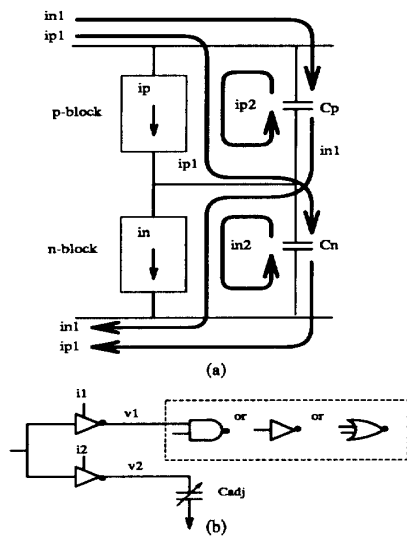 in1
ip1
p-block
ip
ip2
Cp
ip1
in1
n-block
in
in2
Cn
in1
ip1
(a)
i1
v1
or
or
i2
v2
Cadj
(b)